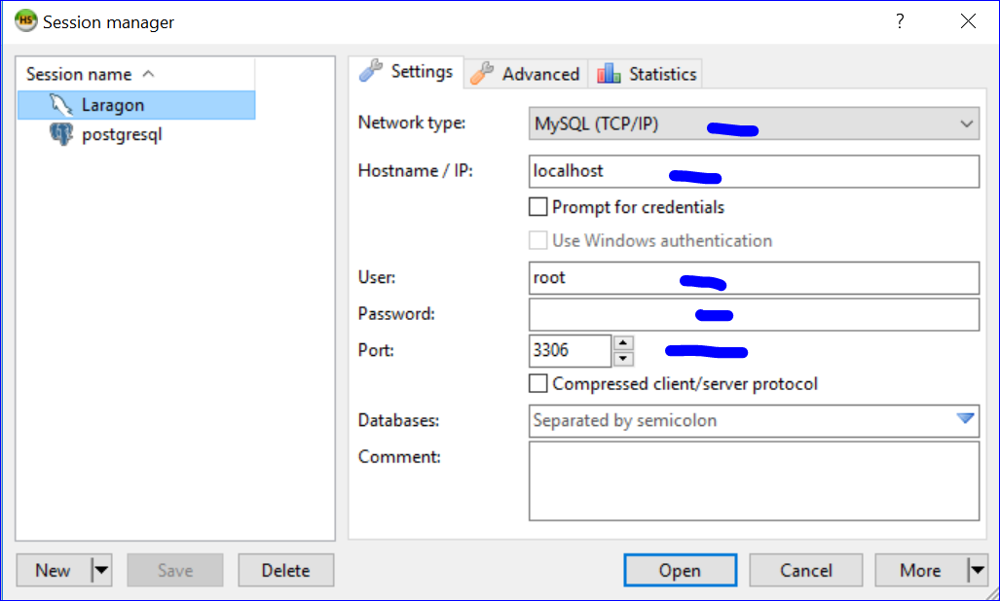 HS Session manager ?
Session name
Laragon
postgresql
Settings Advanced Statistics
Network type: MySQL (TCP/IP)
Hostname / IP: localhost
Prompt for credentials
Use Windows authentication
User: root
Password:
Port: 3306
Compressed client/server protocol
Databases: Separated by semicolon
Comment:
New Save Delete Open Cancel More